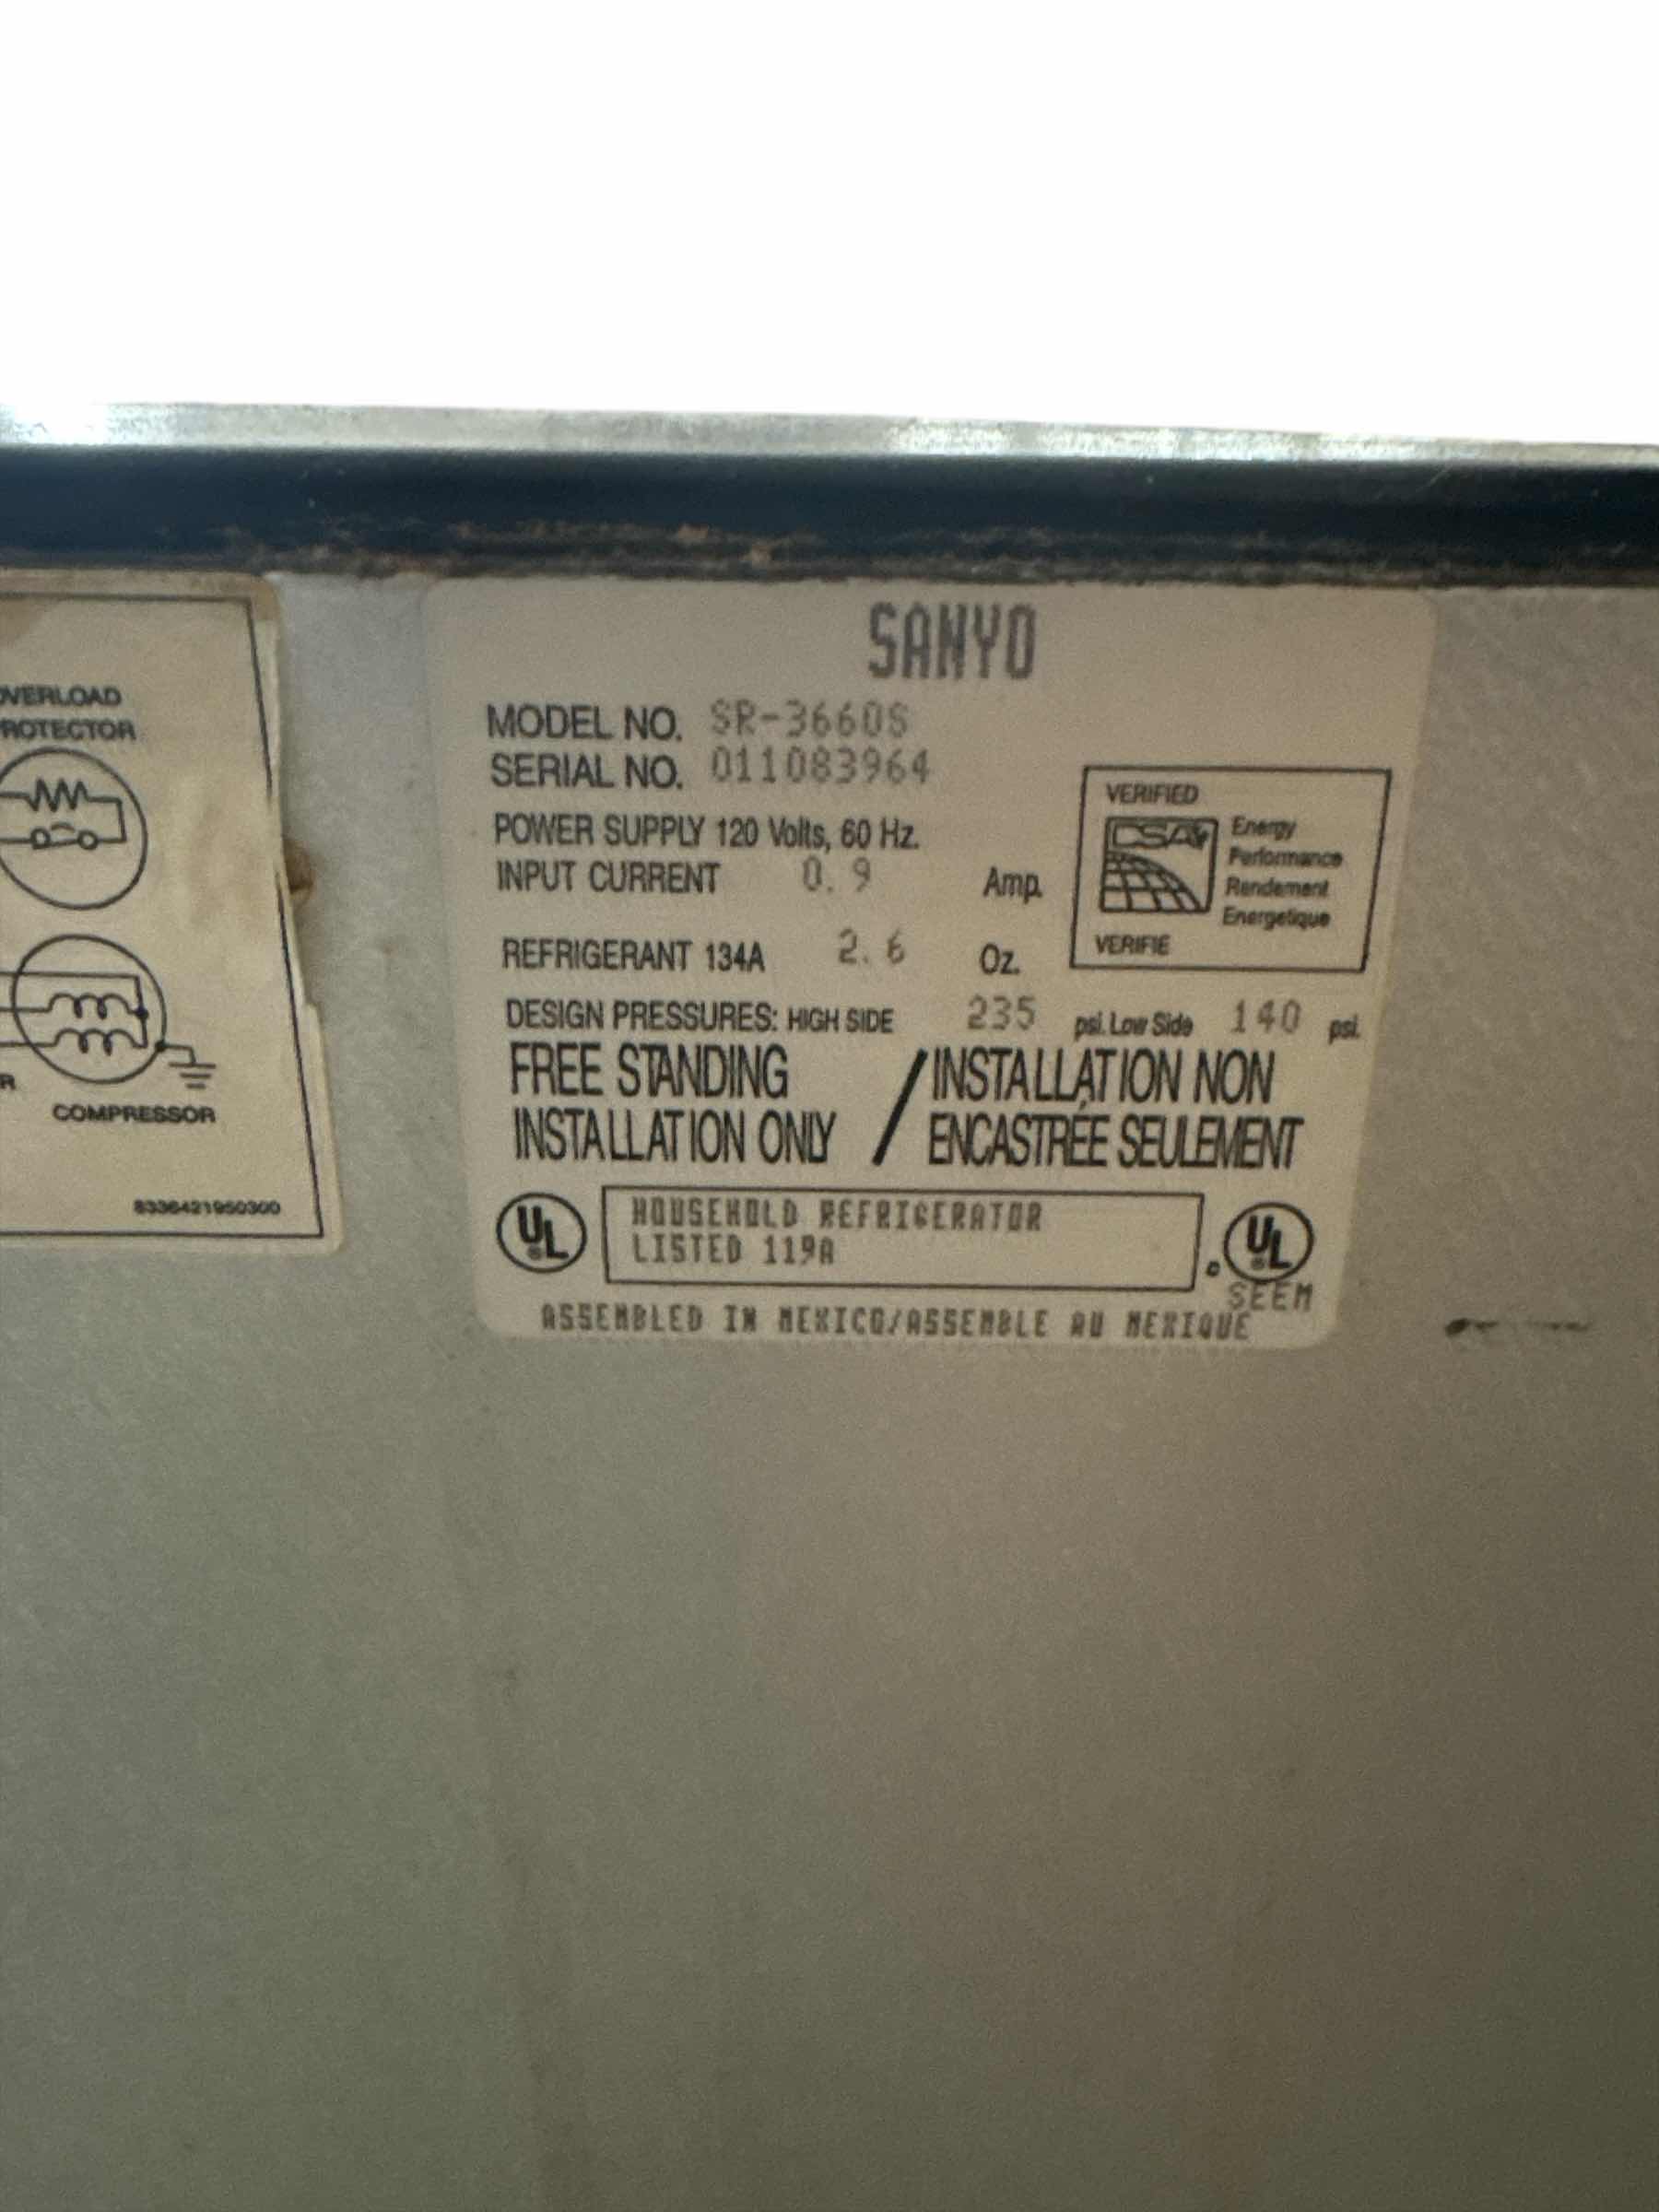 OVERLOAD
PROTECTOR
COMPRESSOR
8336421950300
SANYO
MODEL NO. SR-3660S
SERIAL NO. 011083964
POWER SUPPLY 120 Volts, 60 Hz.
INPUT CURRENT 0.9 Amp.
REFRIGERANT 134A 2.6 Oz.
VERIFIED
CSA
Energy
Performance
Rendement
Energetique
VERIFIE
DESIGN PRESSURES: HIGH SIDE 235 psi. Low Side 140 psi.
FREE STANDING / INSTALLATION NON
INSTALLATION ONLY ENCASTRÉE SEULEMENT
UL HOUSEHOLD REFRIGERATOR
LISTED 119A
c UL
SEEM
ASSEMBLED IN MEXICO/ASSEMBLE AU MEXIQUE